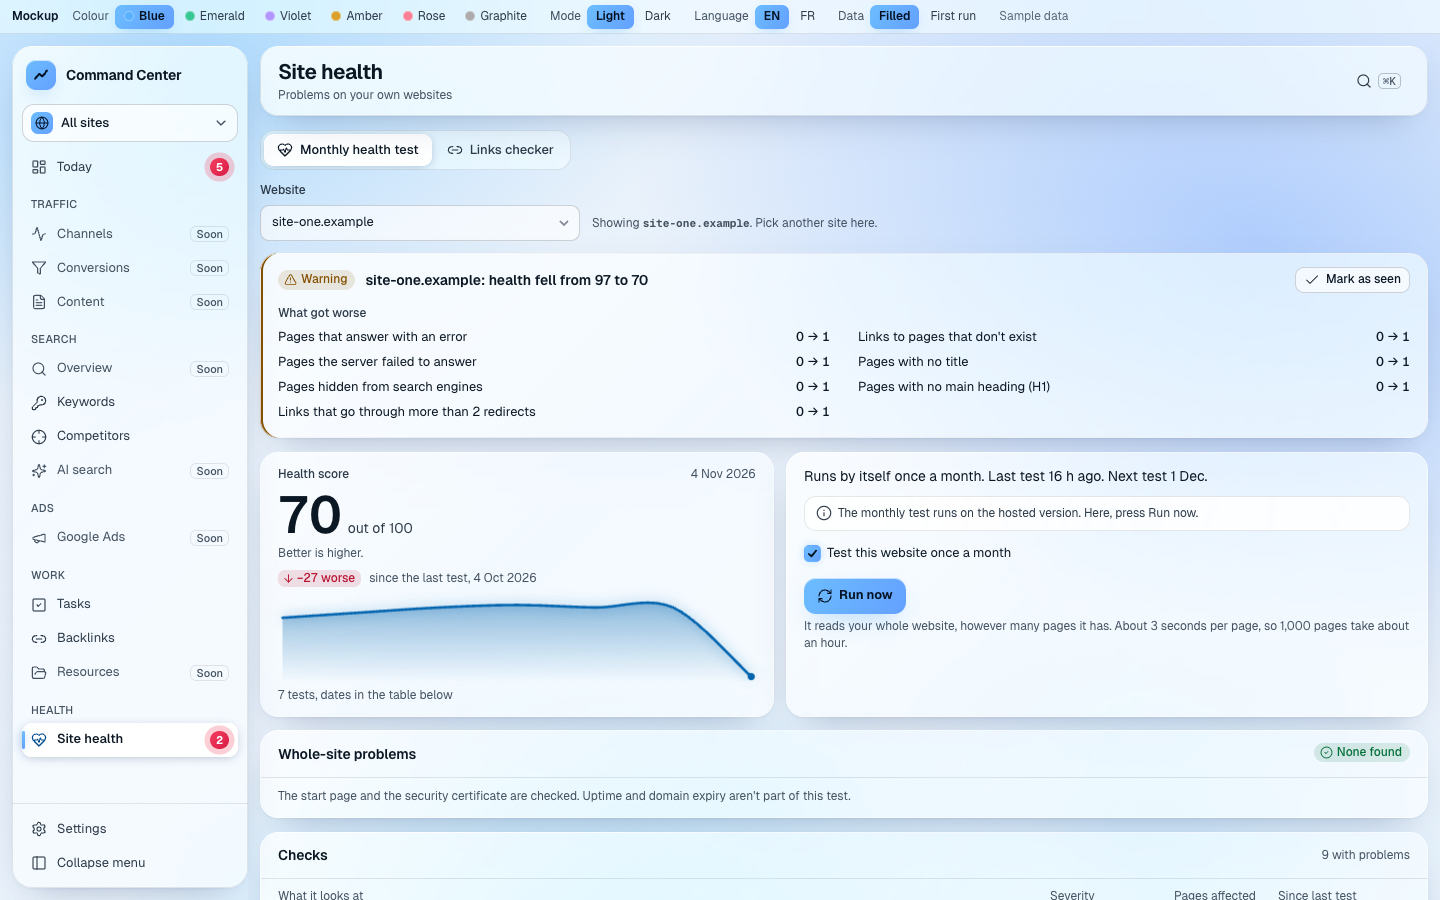 Mockup Colour Blue Emerald Violet Amber Rose Graphite Mode Light Dark Language EN FR Data Filled First run Sample data
Command Center
All sites
Today 5
TRAFFIC
Channels Soon
Conversions Soon
Content Soon
SEARCH
Overview Soon
Keywords
Competitors
AI search Soon
ADS
Google Ads Soon
WORK
Tasks
Backlinks
Resources Soon
HEALTH
Site health 2
Settings
Collapse menu
Site health
Problems on your own websites
⌘K
Monthly health test Links checker
Website
site-one.example Showing site-one.example. Pick another site here.
Warning site-one.example: health fell from 97 to 70 Mark as seen
What got worse
Pages that answer with an error 0 → 1 Links to pages that don't exist 0 → 1
Pages the server failed to answer 0 → 1 Pages with no title 0 → 1
Pages hidden from search engines 0 → 1 Pages with no main heading (H1) 0 → 1
Links that go through more than 2 redirects 0 → 1
Health score 4 Nov 2026
70 out of 100
Better is higher.
↓ −27 worse since the last test, 4 Oct 2026
7 tests, dates in the table below
Runs by itself once a month. Last test 16 h ago. Next test 1 Dec.
The monthly test runs on the hosted version. Here, press Run now.
Test this website once a month
Run now
It reads your whole website, however many pages it has. About 3 seconds per page, so 1,000 pages take about
an hour.
Whole-site problems None found
The start page and the security certificate are checked. Uptime and domain expiry aren't part of this test.
Checks 9 with problems
What it looks at Severity Pages affected Since last test